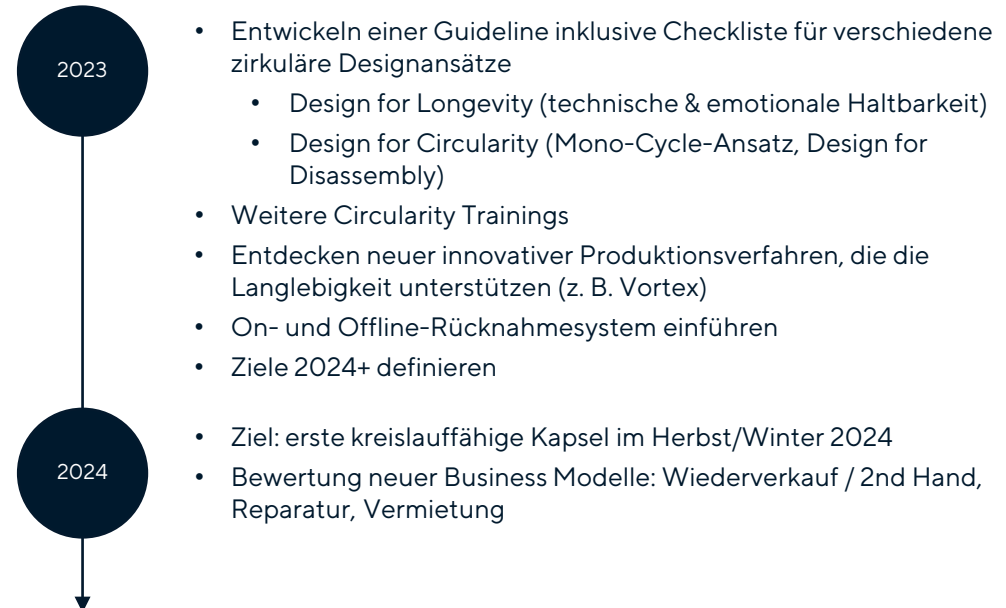 2023
• Entwickeln einer Guideline inklusive Checkliste für verschiedene
zirkuläre Designansätze
• Design for Longevity (technische & emotionale Haltbarkeit)
• Design for Circularity (Mono-Cycle-Ansatz, Design for
Disassembly)
• Weitere Circularity Trainings
• Entdecken neuer innovativer Produktionsverfahren, die die
Langlebigkeit unterstützen (z. B. Vortex)
• On- und Offline-Rücknahmesystem einführen
• Ziele 2024+ definieren
2024
• Ziel: erste kreislauffähige Kapsel im Herbst/Winter 2024
• Bewertung neuer Business Modelle: Wiederverkauf / 2nd Hand,
Reparatur, Vermietung